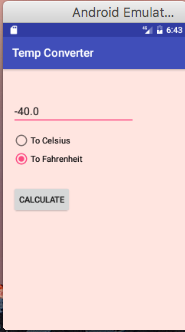 Android Emulat...
6:43
Temp Converter
-40.0
To Celsius
To Fahrenheit
CALCULATE